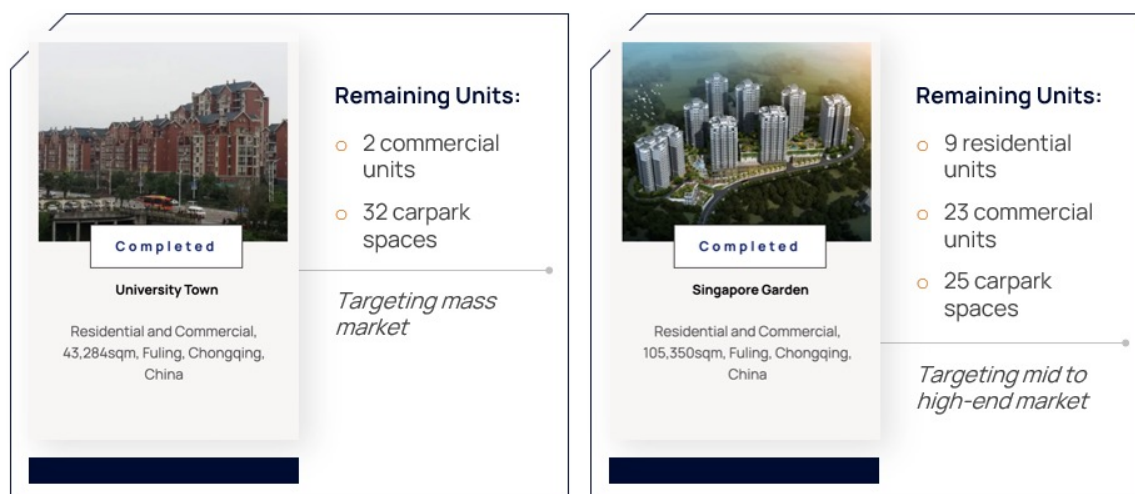 Completed
University Town
Residential and Commercial,
43,284sqm, Fuling, Chongqing,
China
Remaining Units:
2 commercial
units
32 carpark
spaces
Targeting mass
market
Completed
Singapore Garden
Residential and Commercial,
105,350sqm, Fuling, Chongqing,
China
Remaining Units:
9 residential
units
23 commercial
units
25 carpark
spaces
Targeting mid to
high-end market